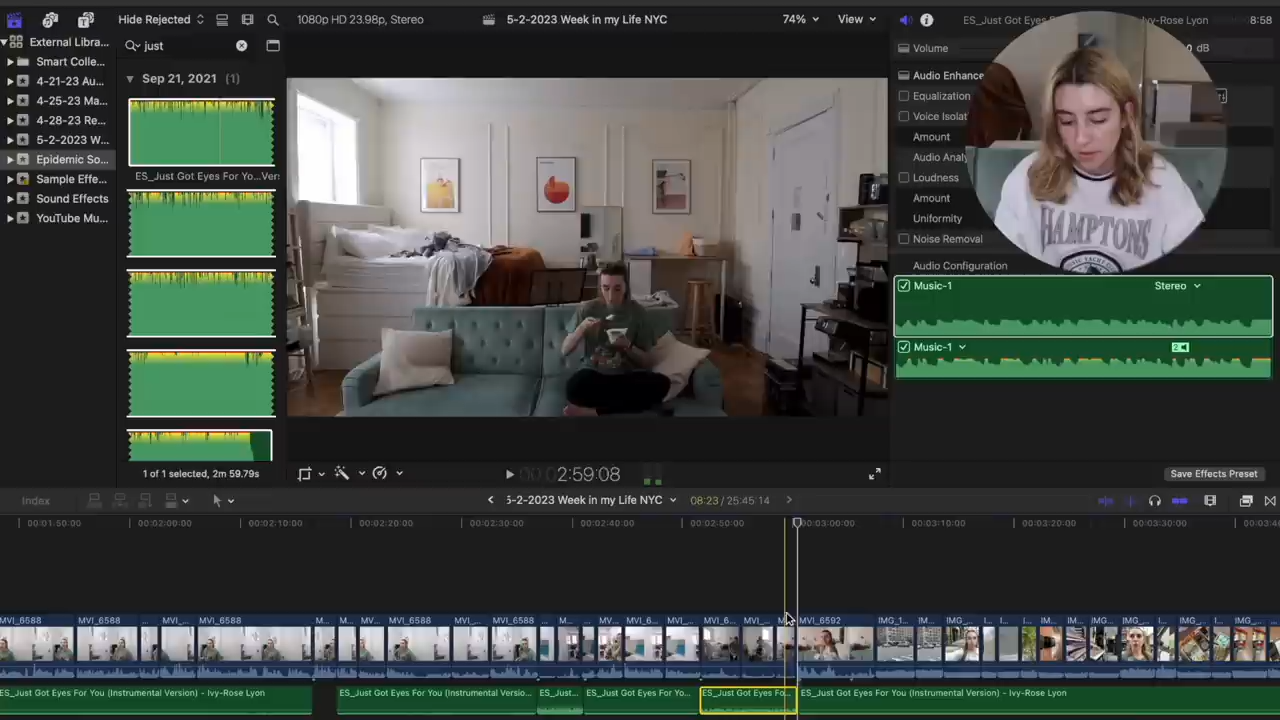 Hide Rejected
1080p HD 23.98p, Stereo
5-2-2023 Week in my Life NYC
74%
View
ES_Just Got Eyes F
Ivy-Rose Lyon
8:58
External Libra...
Smart Colle...
4-21-23 Au...
4-25-23 Ma...
4-28-23 Re...
5-2-2023 W...
Epidemic So...
Sample Effe...
Sound Effects
YouTube Mu...
just
Sep 21, 2021 (1)
ES_Just Got Eyes For Yo...Vers
1 of 1 selected, 2m 59.79s
Volume
dB
Audio Enhance
Equalization
Voice Isolat
Amount
Audio Analy
Loudness
Amount
Uniformity
Noise Removal
Audio Configuration
Music-1
Stereo
Music-1
HAMPTONS
Save Effects Preset
2:59:08
Index
5-2-2023 Week in my Life NYC
08:23 / 25:45:14
00:01:50:00
00:02:00:00
00:02:10:00
00:02:20:00
00:02:30:00
00:02:40:00
00:02:50:00
00:03:00:00
00:03:10:00
00:03:20:00
00:03:30:00
MVI_6588
MVI_6588
...
MVI_...
MVI_6588
M...
M...
MVI...
MVI_6588
MVI_...
MVI_6588
...
M...
...
MV...
MVI_6...
MVI_...
MVI_6...
MVI_...
MVI_6592
IMG_1...
IM...
IMG_...
I...
I...
IM...
IM...
IMG_...
I...
IMG_...
IM...
IMG_...
ES_Just Got Eyes For You (Instrumental Version) - Ivy-Rose Lyon
ES_Just Got Eyes For You (Instrumental Versio...
ES_Just...
ES_Just Got Eyes For Yo...
ES_Just Got Eyes Fo...
ES_Just Got Eyes For You (Instrumental Version) - Ivy-Rose Lyon